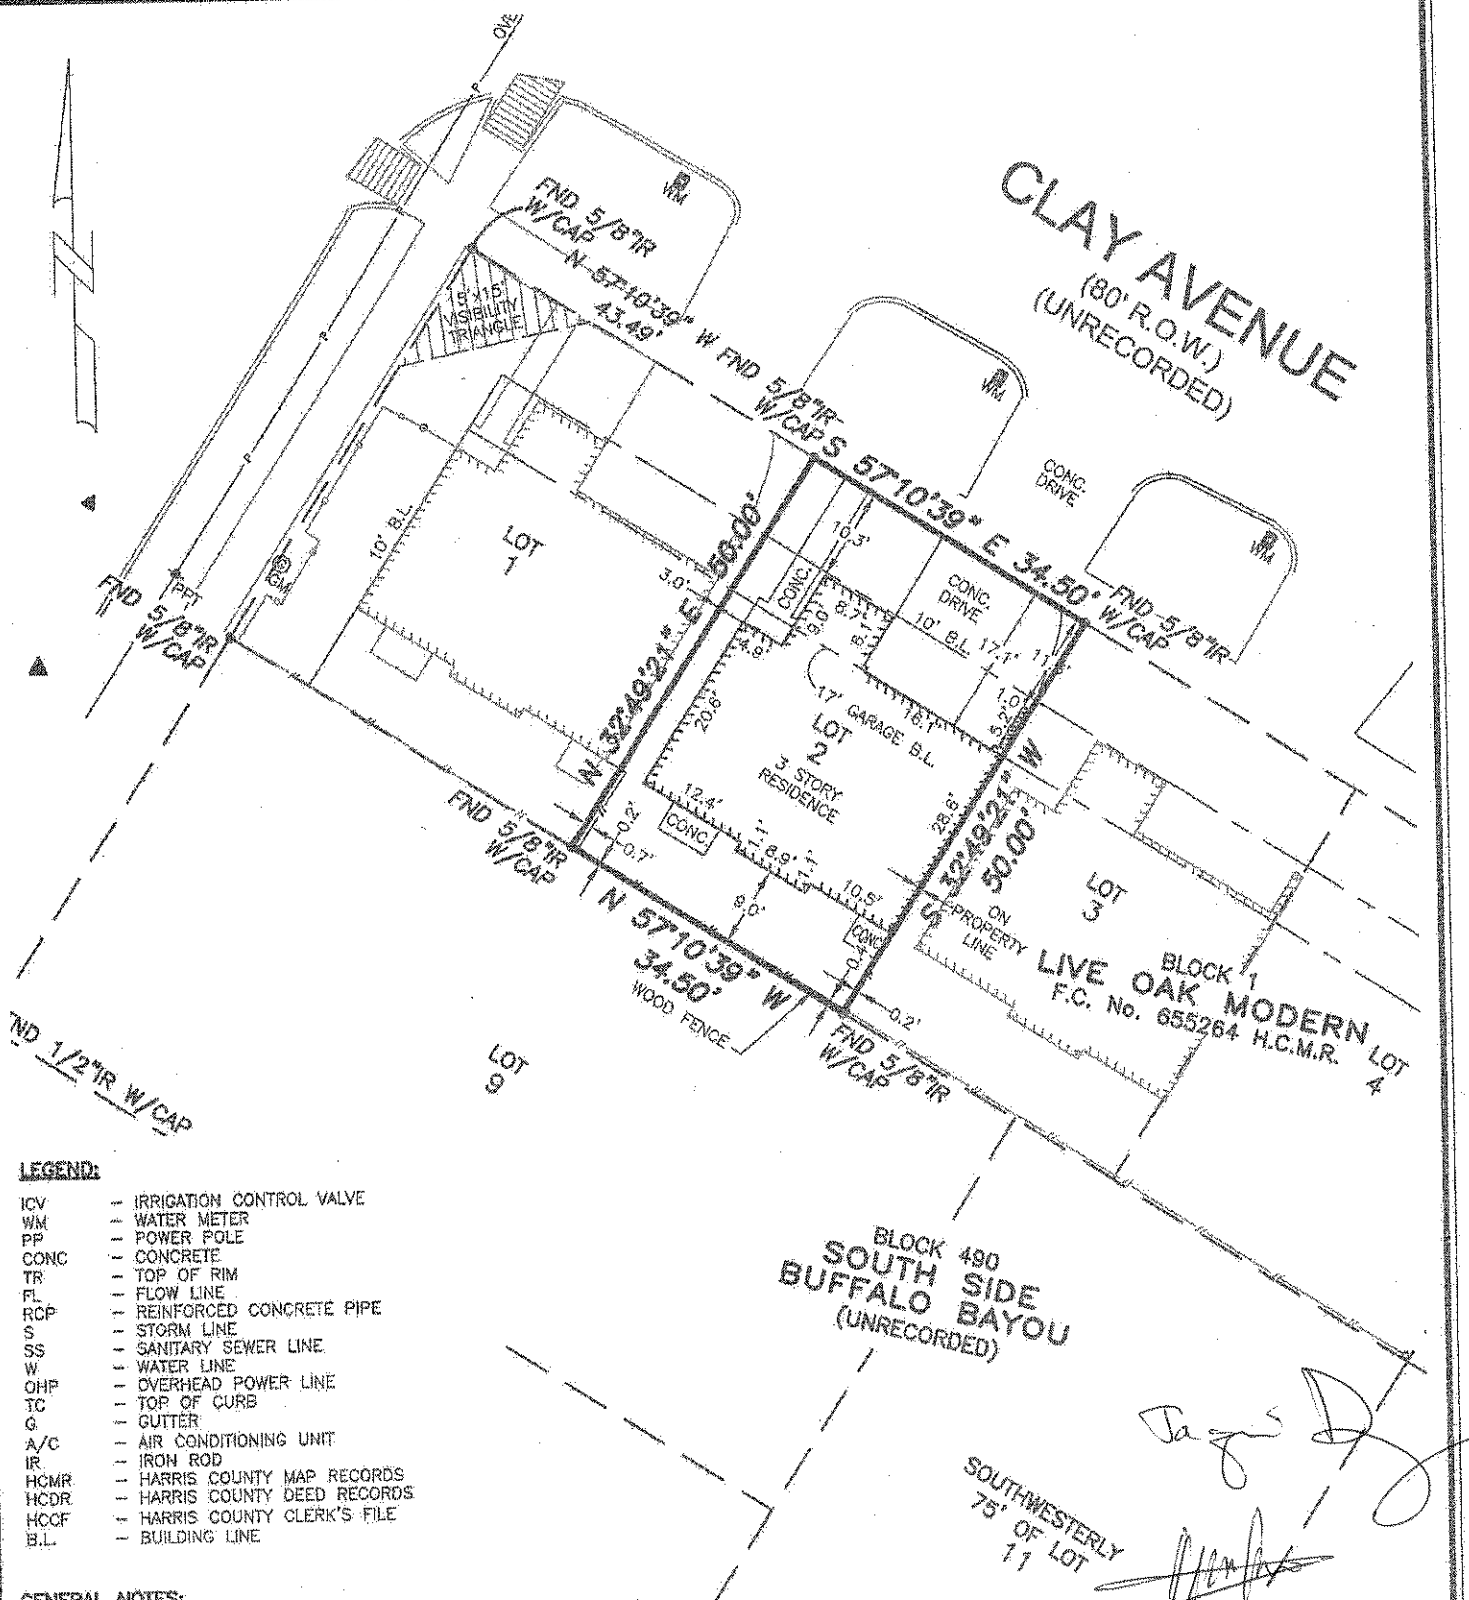 OVE
CLAY AVENUE
(80' R.O.W.)
(UNRECORDED)
WM
FND 5/8"IR
W/CAP
N 57°10'39" W
43.49'
15'x15'
VISIBILITY
TRIANGLE
P
P
P
WM
FND 5/8"IR
W/CAP
S 57°10'39" E 34.50'
CONC.
DRIVE
WM
FND 5/8"IR
W/CAP
10' B.L.
LOT
1
GM
PPT
FND 5/8"IR
W/CAP
N 32°49'21" E 50.00'
3.0'
10.3'
CONC.
9.0'
8.7'
8.1'
4.9'
CONC.
DRIVE
10' B.L.
17.1'
1.0'
5.2'
17' GARAGE B.L.
16.1'
20.6'
LOT
2
3 STORY
RESIDENCE
28.6'
12.4'
CONC.
1.1'
8.9'
1.1'
10.5'
CONC.
0.4'
9.0'
0.2'
0.7'
S 32°49'21" W
50.00'
ON
PROPERTY
LINE
LOT
3
BLOCK 1
LIVE OAK MODERN
F.C. No. 655264 H.C.M.R.
LOT
4
FND 5/8"IR
W/CAP
N 57°10'39" W
34.50'
WOOD FENCE
0.2'
FND 5/8"IR
W/CAP
LOT
9
ND 1/2"IR W/CAP
BLOCK 490
SOUTH SIDE
BUFFALO BAYOU
(UNRECORDED)
SOUTHWESTERLY
75' OF LOT
11
LEGEND:
ICV – IRRIGATION CONTROL VALVE
WM – WATER METER
PP – POWER POLE
CONC – CONCRETE
TR – TOP OF RIM
FL – FLOW LINE
RCP – REINFORCED CONCRETE PIPE
S – STORM LINE
SS – SANITARY SEWER LINE
W – WATER LINE
OHP – OVERHEAD POWER LINE
TC – TOP OF CURB
G – GUTTER
A/C – AIR CONDITIONING UNIT
IR – IRON ROD
HCMR – HARRIS COUNTY MAP RECORDS
HCDR – HARRIS COUNTY DEED RECORDS
HCCF – HARRIS COUNTY CLERK'S FILE
B.L. – BUILDING LINE
GENERAL NOTES: